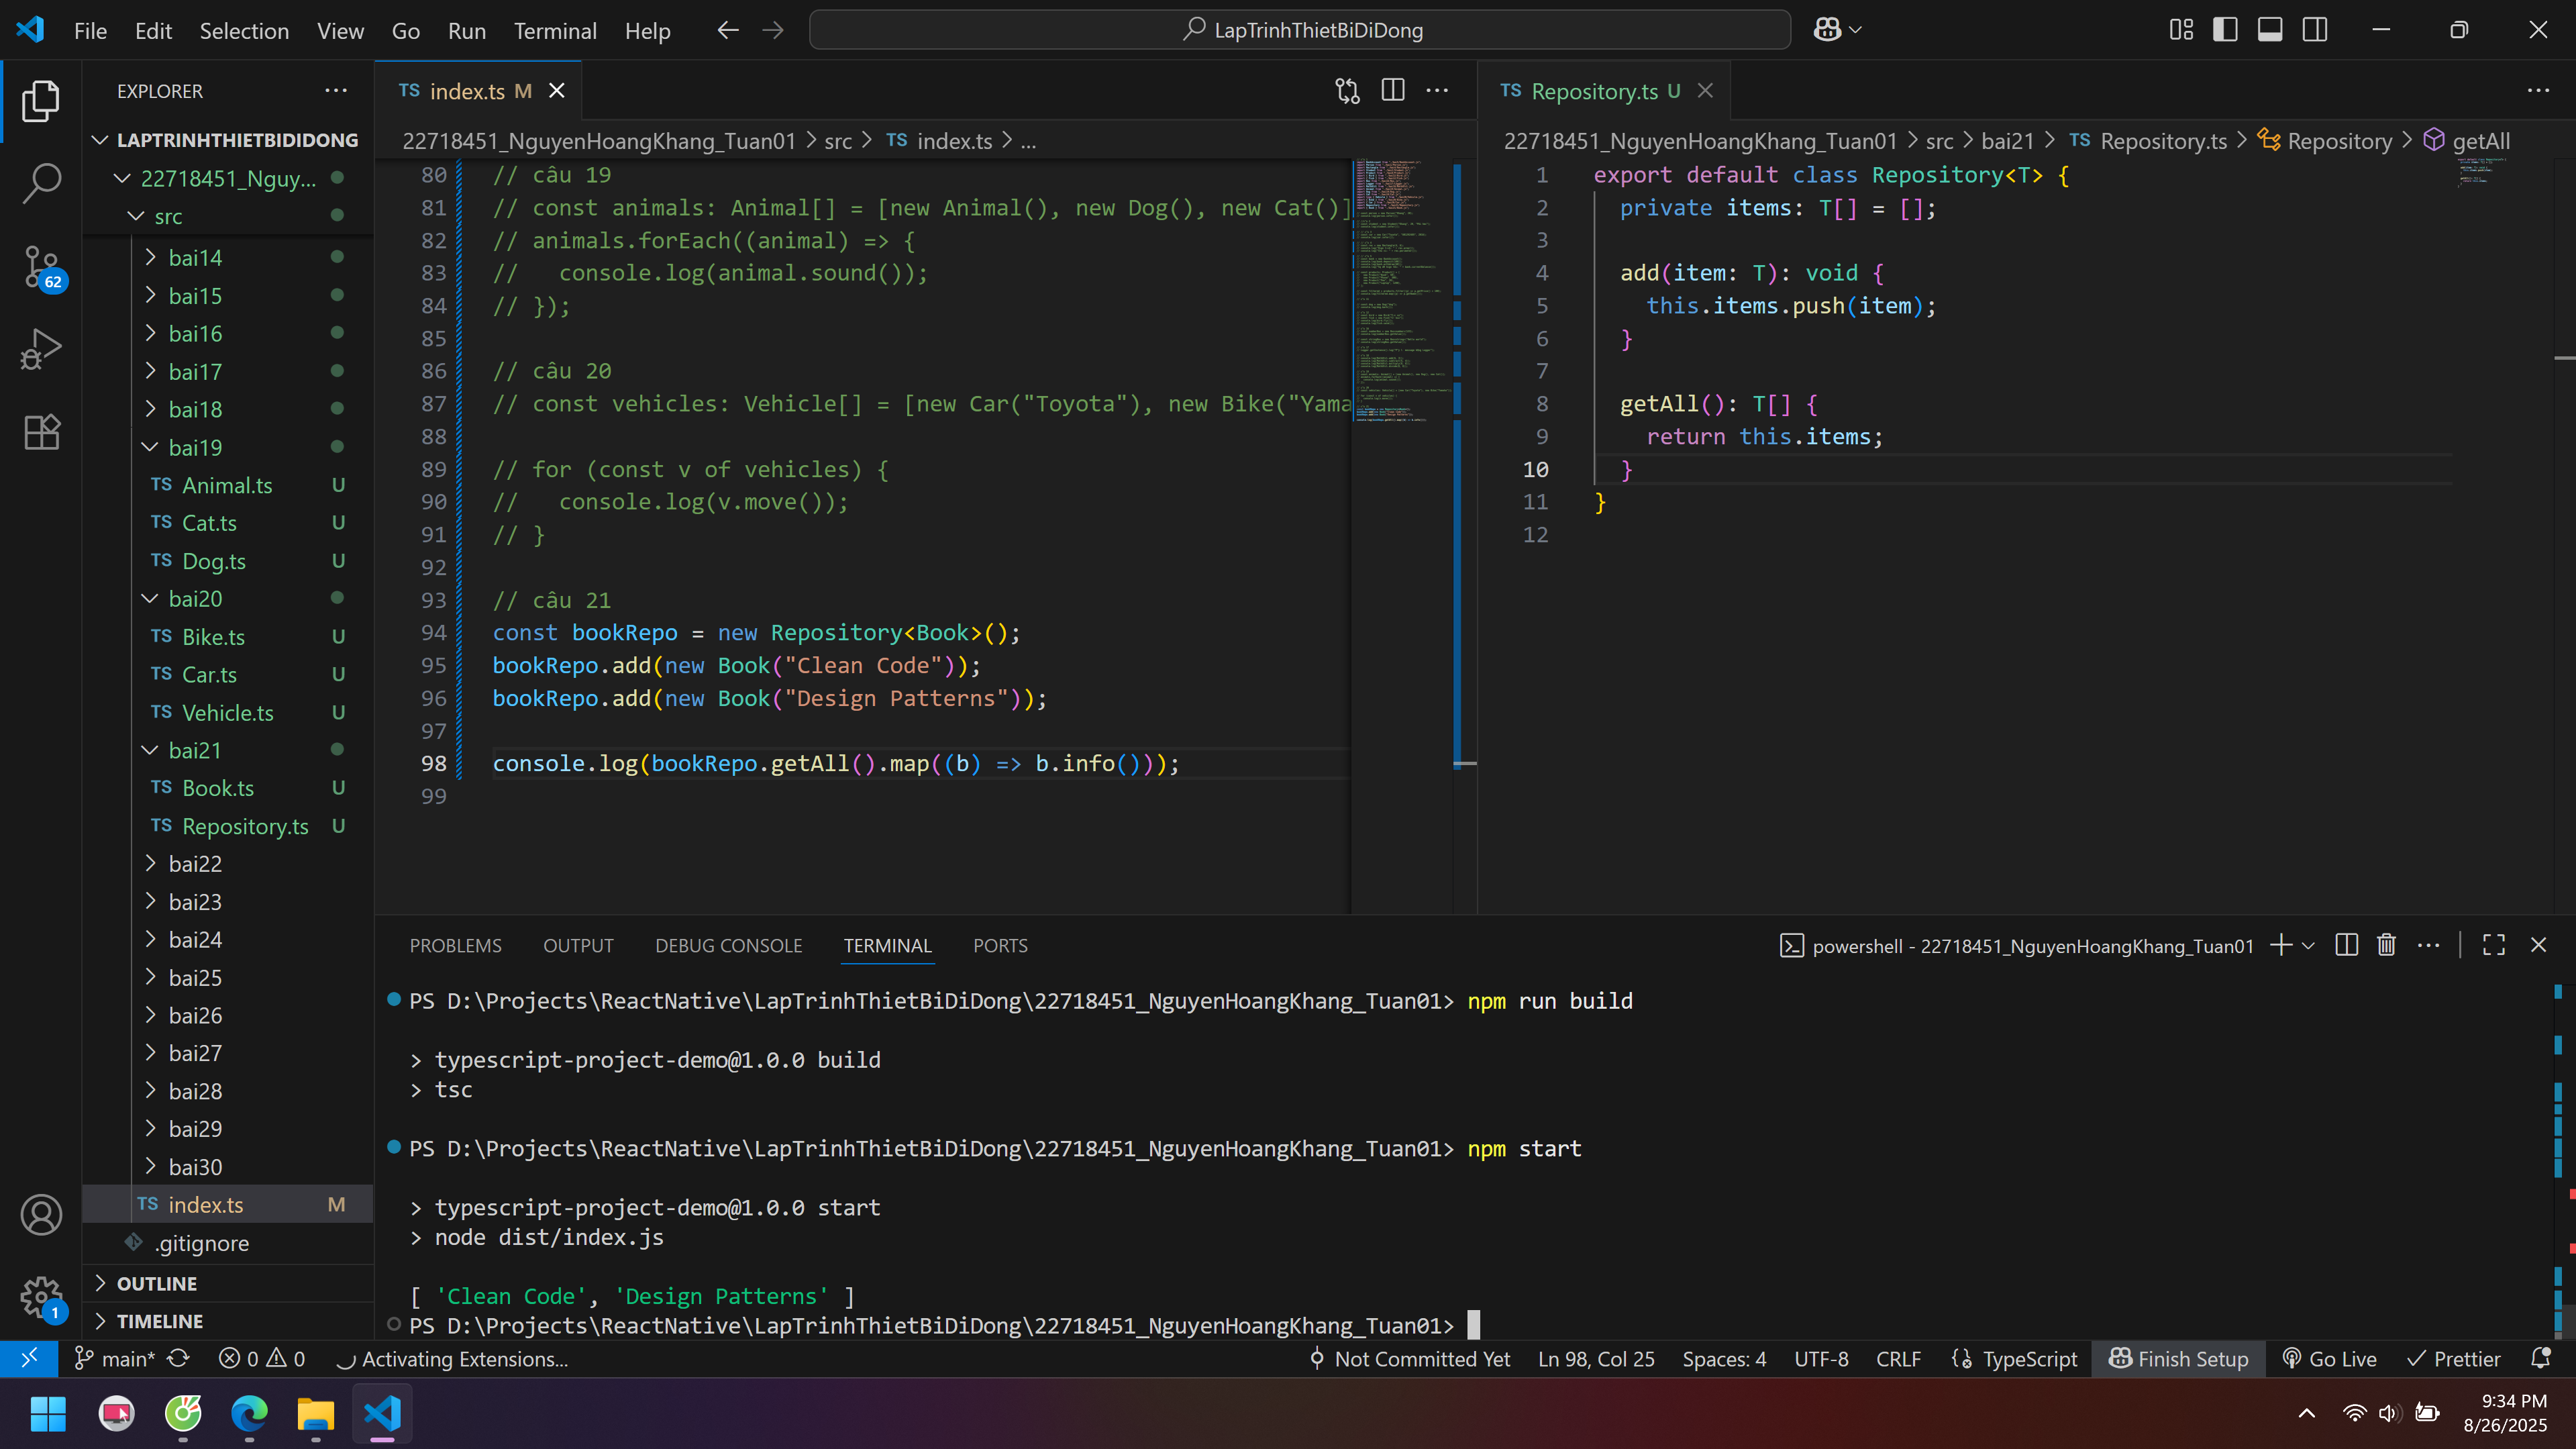 File Edit Selection View Go Run Terminal Help
LapTrinhThietBiDiDong
EXPLORER
LAPTRINHTHIETBIDIDONG
22718451_Nguy...
src
bai14
bai15
bai16
bai17
bai18
bai19
TS Animal.ts U
TS Cat.ts U
TS Dog.ts U
bai20
TS Bike.ts U
TS Car.ts U
TS Vehicle.ts U
bai21
TS Book.ts U
TS Repository.ts U
bai22
bai23
bai24
bai25
bai26
bai27
bai28
bai29
bai30
TS index.ts M
.gitignore
OUTLINE
TIMELINE
62
1
TS index.ts M
22718451_NguyenHoangKhang_Tuan01 > src > TS index.ts > ...
80 // câu 19
81 // const animals: Animal[] = [new Animal(), new Dog(), new Cat()]
82 // animals.forEach((animal) => {
83 //   console.log(animal.sound());
84 // });
85
86 // câu 20
87 // const vehicles: Vehicle[] = [new Car("Toyota"), new Bike("Yama
88
89 // for (const v of vehicles) {
90 //   console.log(v.move());
91 // }
92
93 // câu 21
94 const bookRepo = new Repository<Book>();
95 bookRepo.add(new Book("Clean Code"));
96 bookRepo.add(new Book("Design Patterns"));
97
98 console.log(bookRepo.getAll().map((b) => b.info()));
99
TS Repository.ts U
22718451_NguyenHoangKhang_Tuan01 > src > bai21 > TS Repository.ts > Repository > getAll
1 export default class Repository<T> {
2   private items: T[] = [];
3
4   add(item: T): void {
5     this.items.push(item);
6   }
7
8   getAll(): T[] {
9     return this.items;
10   }
11 }
12
PROBLEMS OUTPUT DEBUG CONSOLE TERMINAL PORTS
powershell - 22718451_NguyenHoangKhang_Tuan01
PS D:\Projects\ReactNative\LapTrinhThietBiDiDong\22718451_NguyenHoangKhang_Tuan01> npm run build
> typescript-project-demo@1.0.0 build
> tsc
PS D:\Projects\ReactNative\LapTrinhThietBiDiDong\22718451_NguyenHoangKhang_Tuan01> npm start
> typescript-project-demo@1.0.0 start
> node dist/index.js
[ 'Clean Code', 'Design Patterns' ]
PS D:\Projects\ReactNative\LapTrinhThietBiDiDong\22718451_NguyenHoangKhang_Tuan01>
main* 0 0 Activating Extensions... Not Committed Yet Ln 98, Col 25 Spaces: 4 UTF-8 CRLF TypeScript Finish Setup Go Live Prettier
9:34 PM
8/26/2025